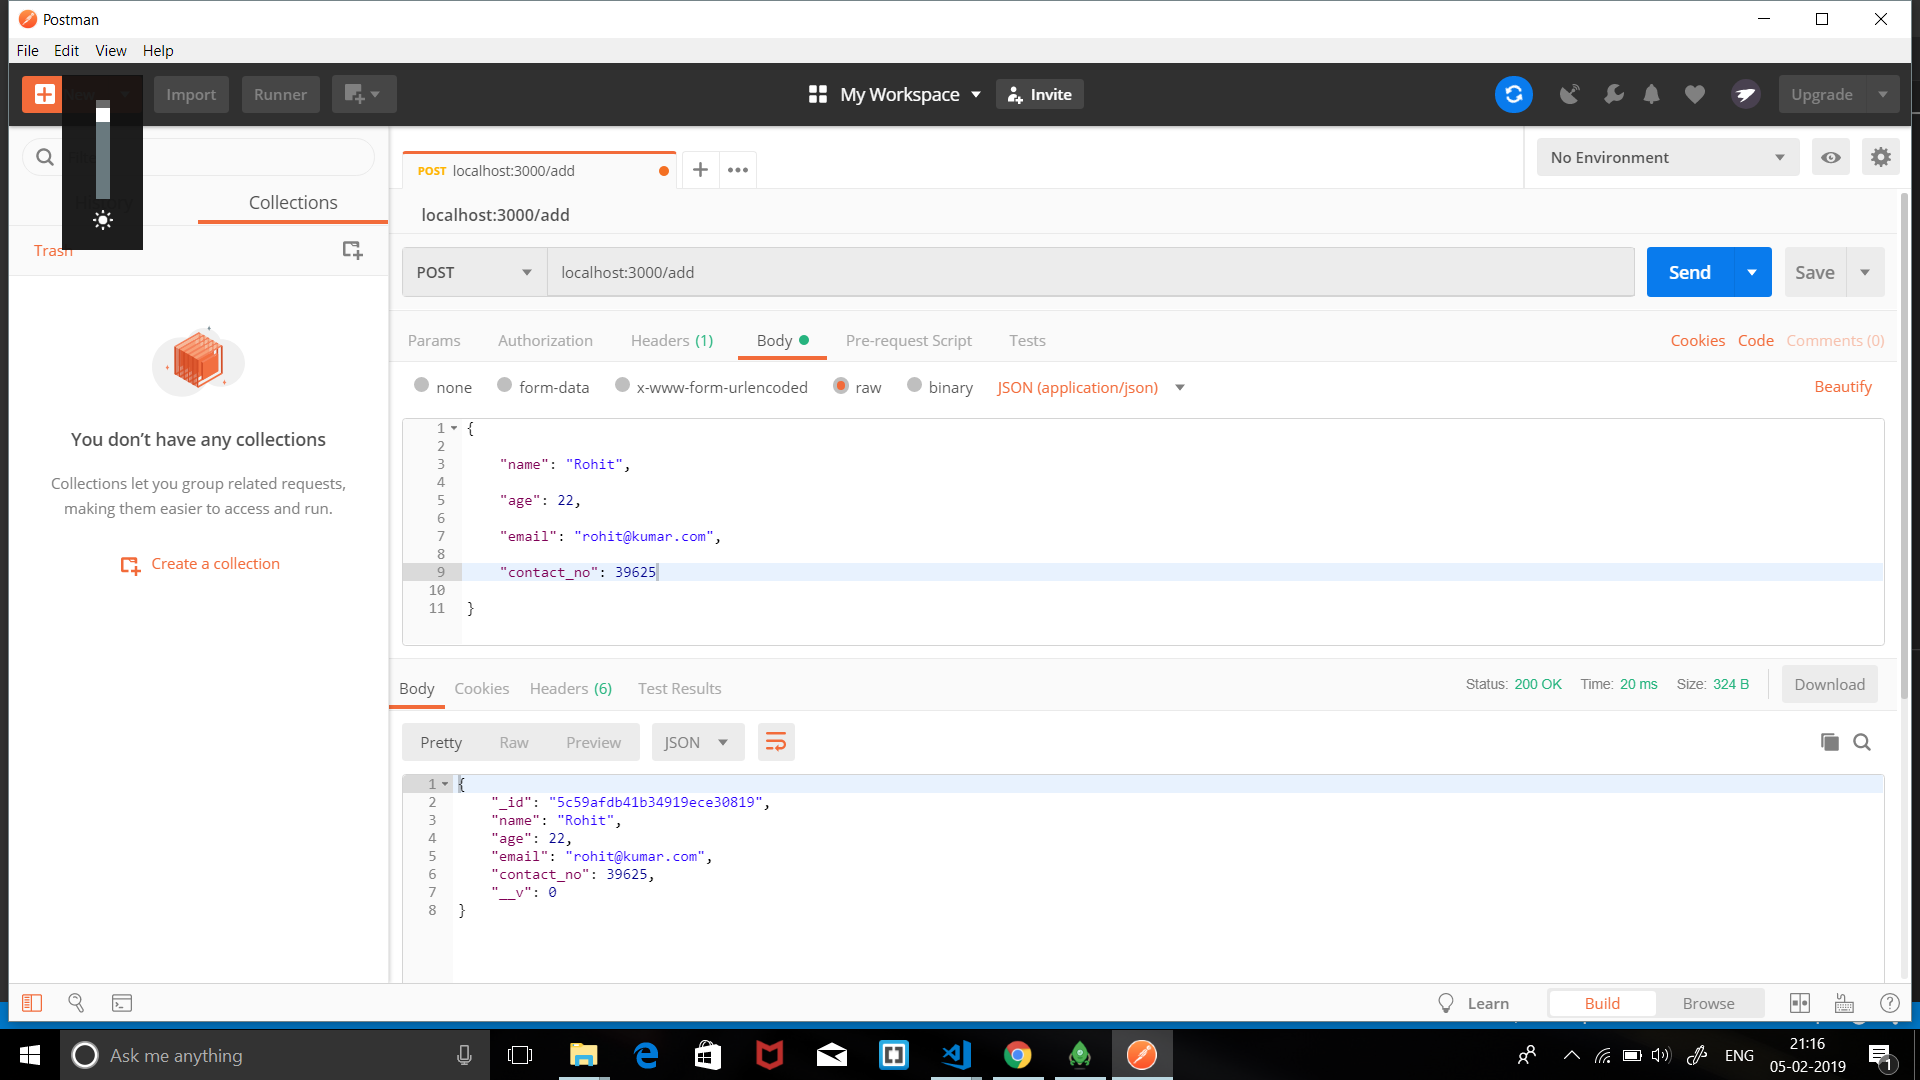 Postman
File Edit View Help
Import Runner My Workspace Invite Upgrade
Collections
Trash
You don’t have any collections
Collections let you group related requests,
making them easier to access and run.
Create a collection
POST localhost:3000/add
No Environment
localhost:3000/add
POST localhost:3000/add Send Save
Params Authorization Headers (1) Body Pre-request Script Tests Cookies Code Comments (0)
none form-data x-www-form-urlencoded raw binary JSON (application/json) Beautify
1 {
2
3 "name": "Rohit",
4
5 "age": 22,
6
7 "email": "rohit@kumar.com",
8
9 "contact_no": 39625
10
11 }
Body Cookies Headers (6) Test Results Status: 200 OK Time: 20 ms Size: 324 B Download
Pretty Raw Preview JSON
1 {
2 "_id": "5c59afdb41b34919ece30819",
3 "name": "Rohit",
4 "age": 22,
5 "email": "rohit@kumar.com",
6 "contact_no": 39625,
7 "__v": 0
8 }
Learn Build Browse
Ask me anything
ENG
21:16
05-02-2019
1